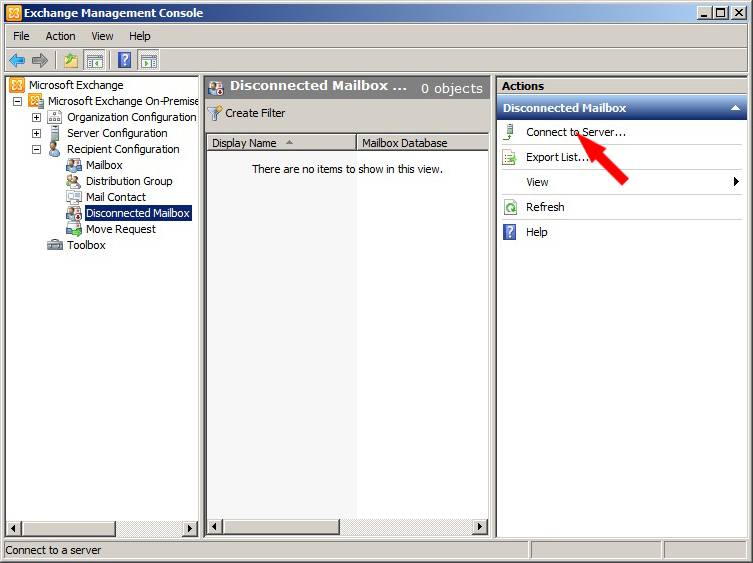 Exchange Management Console
File Action View Help
Microsoft Exchange
Microsoft Exchange On-Premise
Organization Configuration
Server Configuration
Recipient Configuration
Mailbox
Distribution Group
Mail Contact
Disconnected Mailbox
Move Request
Toolbox
Disconnected Mailbox ... 0 objects
Create Filter
Display Name Mailbox Database
There are no items to show in this view.
Actions
Disconnected Mailbox
Connect to Server...
Export List...
View
Refresh
Help
Connect to a server